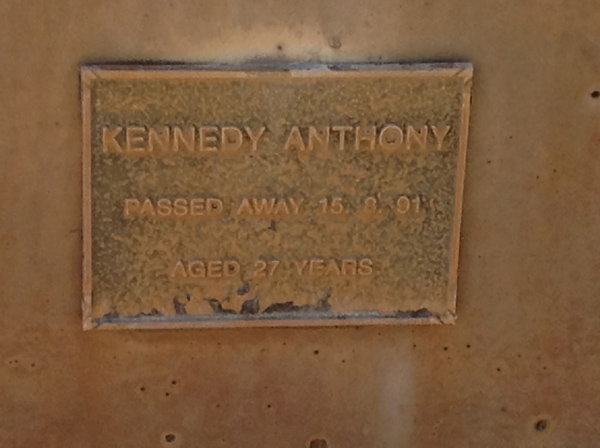 KENNEDY ANTHONY
PASSED AWAY 15. 8. 01
AGED 27 YEARS